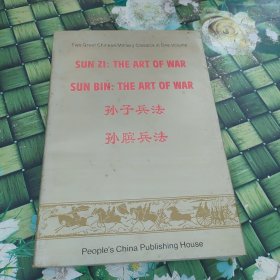 Two Great Chinese Military Classics in One Volume
SUN ZI: THE ART OF WAR
SUN BIN: THE ART OF WAR
孙子兵法
孙膑兵法
People's China Publishing House